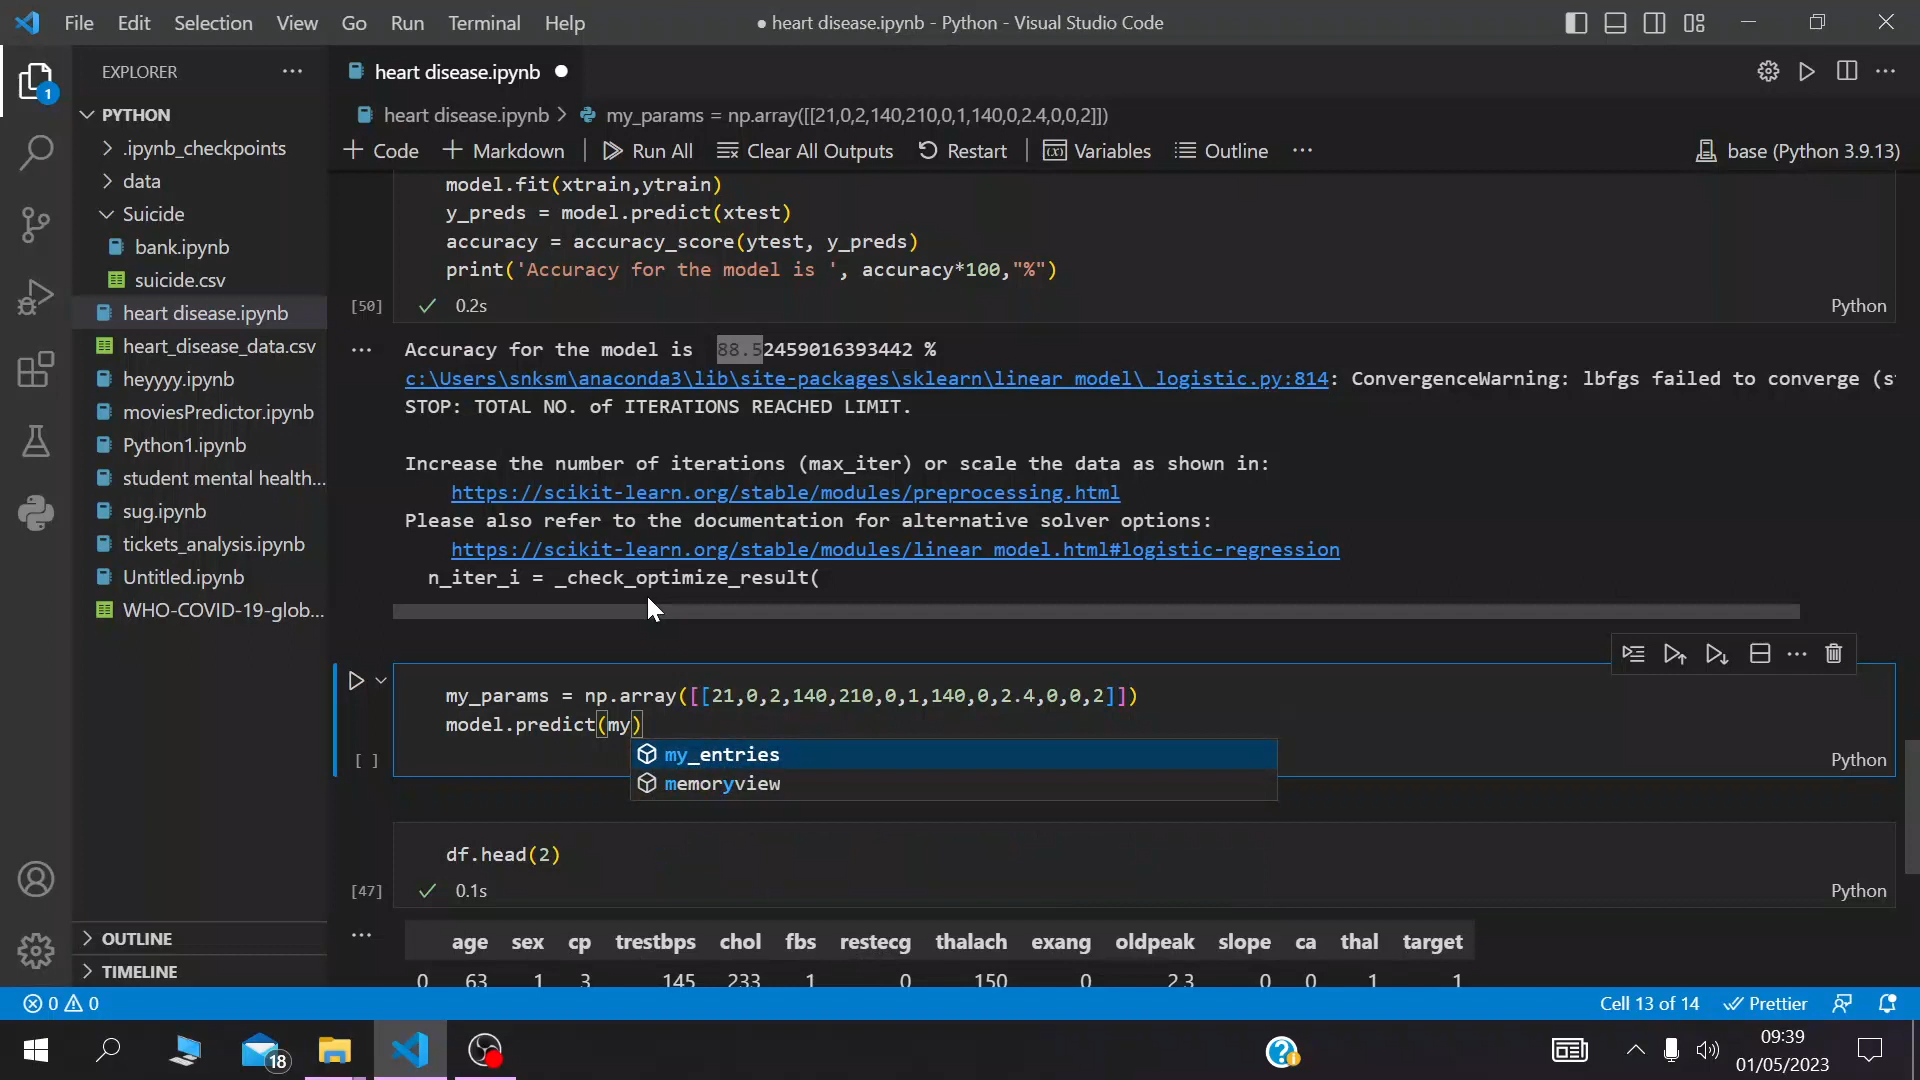 File Edit Selection View Go Run Terminal Help
● heart disease.ipynb - Python - Visual Studio Code
EXPLORER
heart disease.ipynb ●
1
PYTHON
.ipynb_checkpoints
data
Suicide
bank.ipynb
suicide.csv
heart disease.ipynb
heart_disease_data.csv
heyyyy.ipynb
moviesPredictor.ipynb
Python1.ipynb
student mental health...
sug.ipynb
tickets_analysis.ipynb
Untitled.ipynb
WHO-COVID-19-glob...
OUTLINE
TIMELINE
heart disease.ipynb > my_params = np.array([[21,0,2,140,210,0,1,140,0,2.4,0,0,2]])
+ Code + Markdown Run All Clear All Outputs Restart Variables Outline ... base (Python 3.9.13)
model.fit(xtrain,ytrain)
y_preds = model.predict(xtest)
accuracy = accuracy_score(ytest, y_preds)
print('Accuracy for the model is ', accuracy*100,"%")
[50] ✓ 0.2s Python
Accuracy for the model is  88.52459016393442 %
c:\Users\snksm\anaconda3\lib\site-packages\sklearn\linear_model\_logistic.py:814: ConvergenceWarning: lbfgs failed to converge (s
STOP: TOTAL NO. of ITERATIONS REACHED LIMIT.
Increase the number of iterations (max_iter) or scale the data as shown in:
https://scikit-learn.org/stable/modules/preprocessing.html
Please also refer to the documentation for alternative solver options:
https://scikit-learn.org/stable/modules/linear_model.html#logistic-regression
n_iter_i = _check_optimize_result(
my_params = np.array([[21,0,2,140,210,0,1,140,0,2.4,0,0,2]])
model.predict(my)
[ ] Python
my_entries
memoryview
df.head(2)
[47] ✓ 0.1s Python
age sex cp trestbps chol fbs restecg thalach exang oldpeak slope ca thal target
0 63 1 3 145 233 1 0 150 0 2.3 0 0 1 1
0 0 Cell 13 of 14 Prettier
18
09:39
01/05/2023